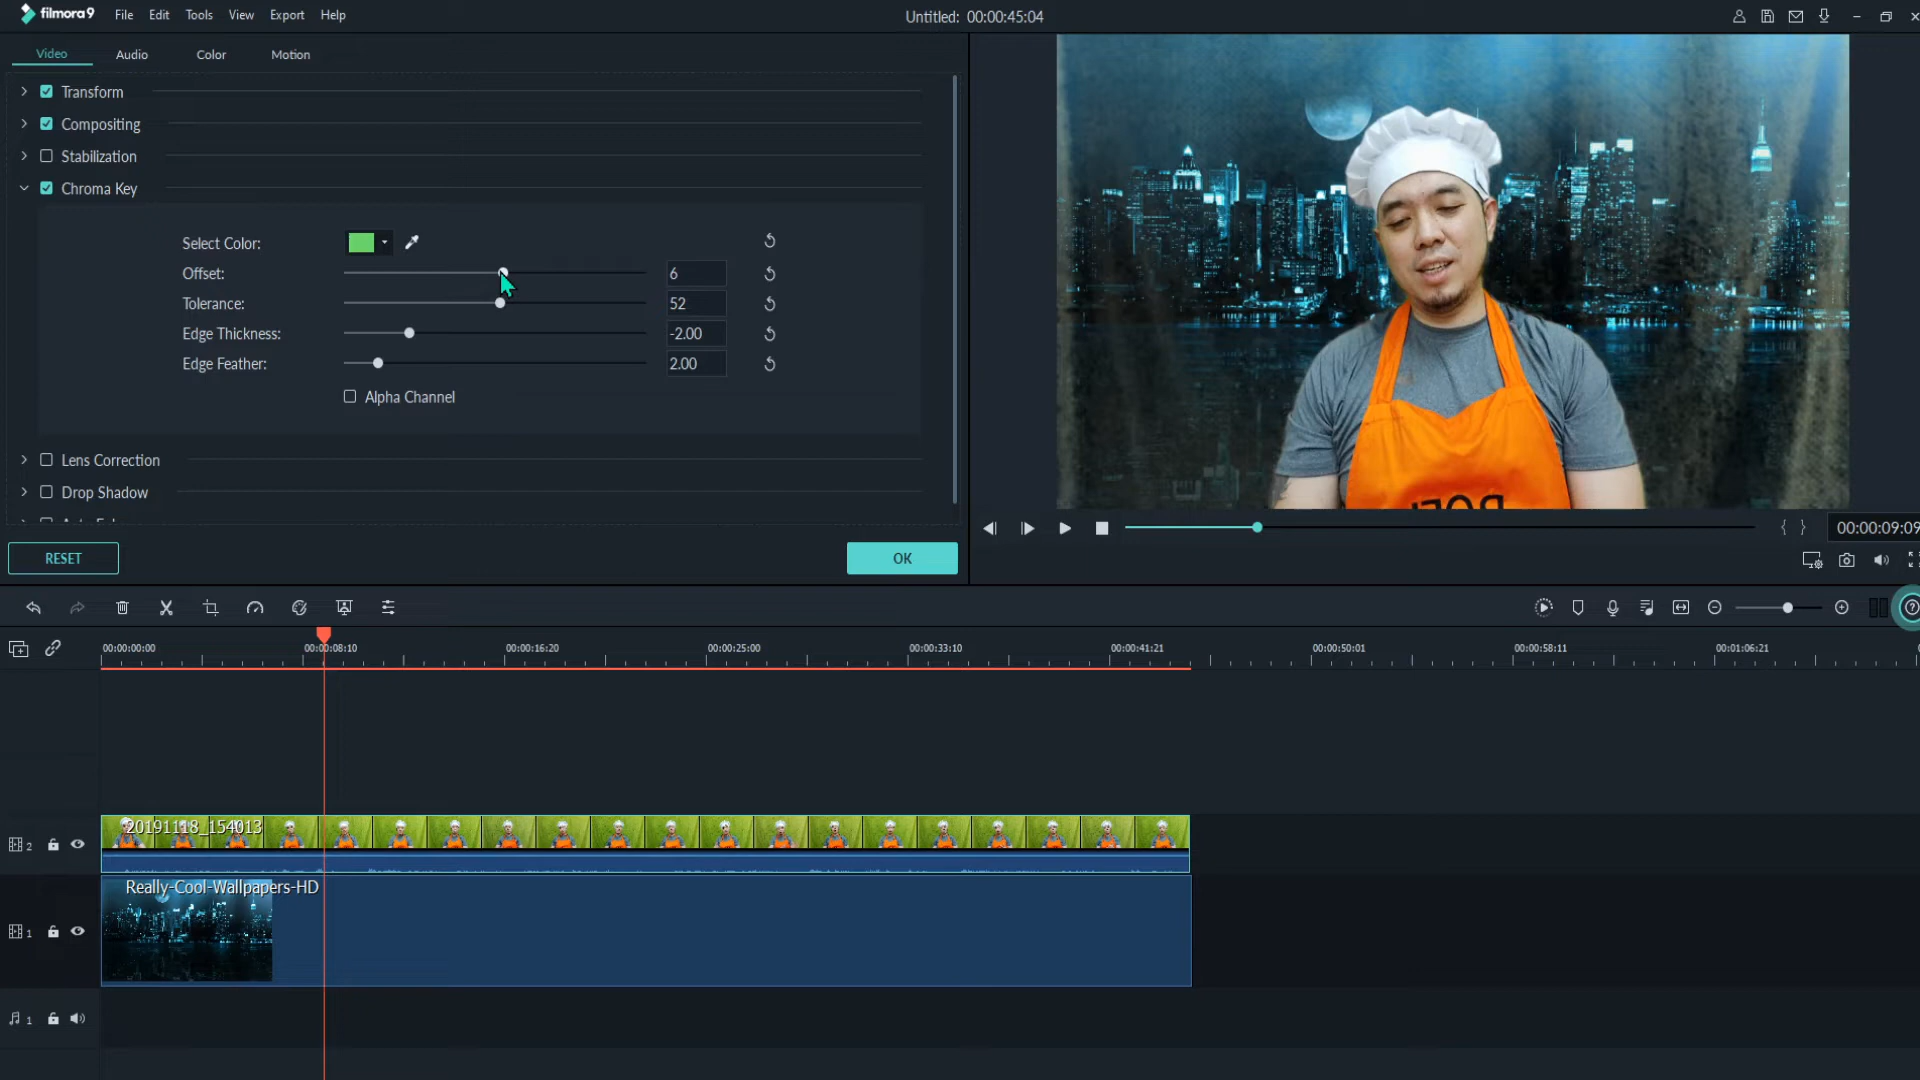 filmora9 File Edit Tools View Export Help Untitled: 00:00:45:04
Video Audio Color Motion
Transform
Compositing
Stabilization
Chroma Key
Select Color:
Offset: 6
Tolerance: 52
Edge Thickness: -2.00
Edge Feather: 2.00
Alpha Channel
Lens Correction
Drop Shadow
RESET OK
{ } 00:00:09:09
00:00:00:00 00:00:08:10 00:00:16:20 00:00:25:00 00:00:33:10 00:00:41:21 00:00:50:01 00:00:58:11 00:01:06:21
2 20191118_154013
1 Really-Cool-Wallpapers-HD
1